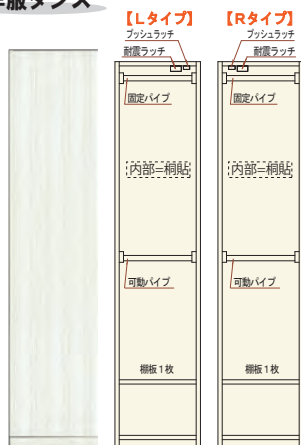 服タンス
【Lタイプ】
プッシュラッチ
耐震ラッチ
固定パイプ
内部=桐貼
可動パイプ
棚板1枚
【Rタイプ】
プッシュラッチ
耐震ラッチ
固定パイプ
内部=桐貼
可動パイプ
棚板1枚